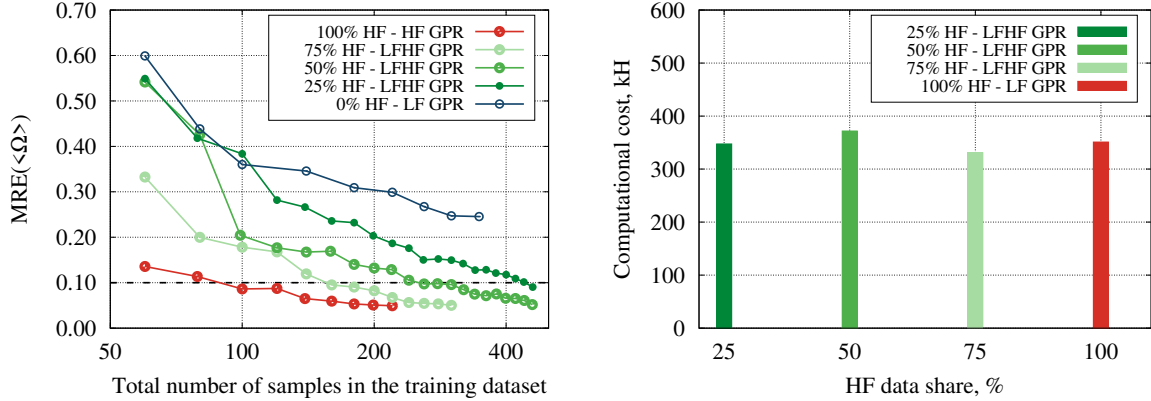 0.70
0.60
0.50
0.40
0.30
0.20
0.10
0.00
MRE(<Ω>)
100% HF - HF GPR
75% HF - LFHF GPR
50% HF - LFHF GPR
25% HF - LFHF GPR
0% HF - LF GPR
50
100
200
400
Total number of samples in the training dataset
600
500
400
300
200
100
0
Computational cost, kH
25% HF - LFHF GPR
50% HF - LFHF GPR
75% HF - LFHF GPR
100% HF - LF GPR
25
50
75
100
HF data share, %